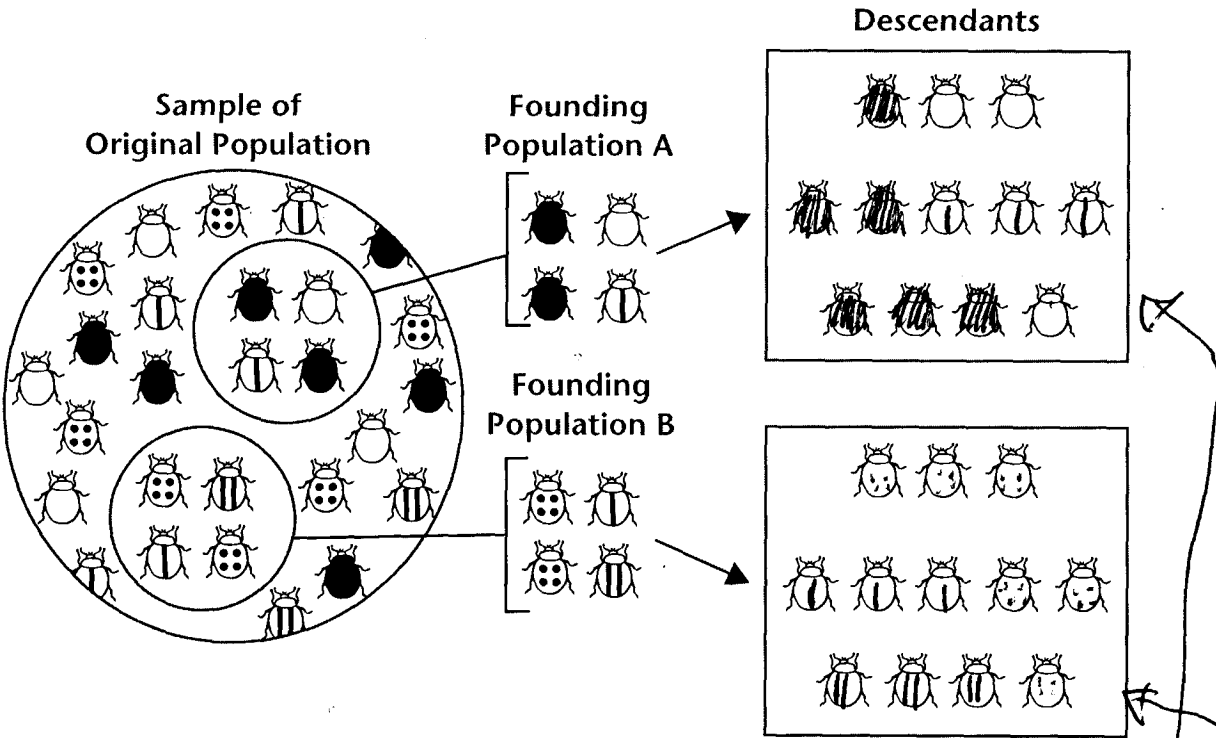 Descendants
Sample of
Original Population
Founding
Population A
Founding
Population B